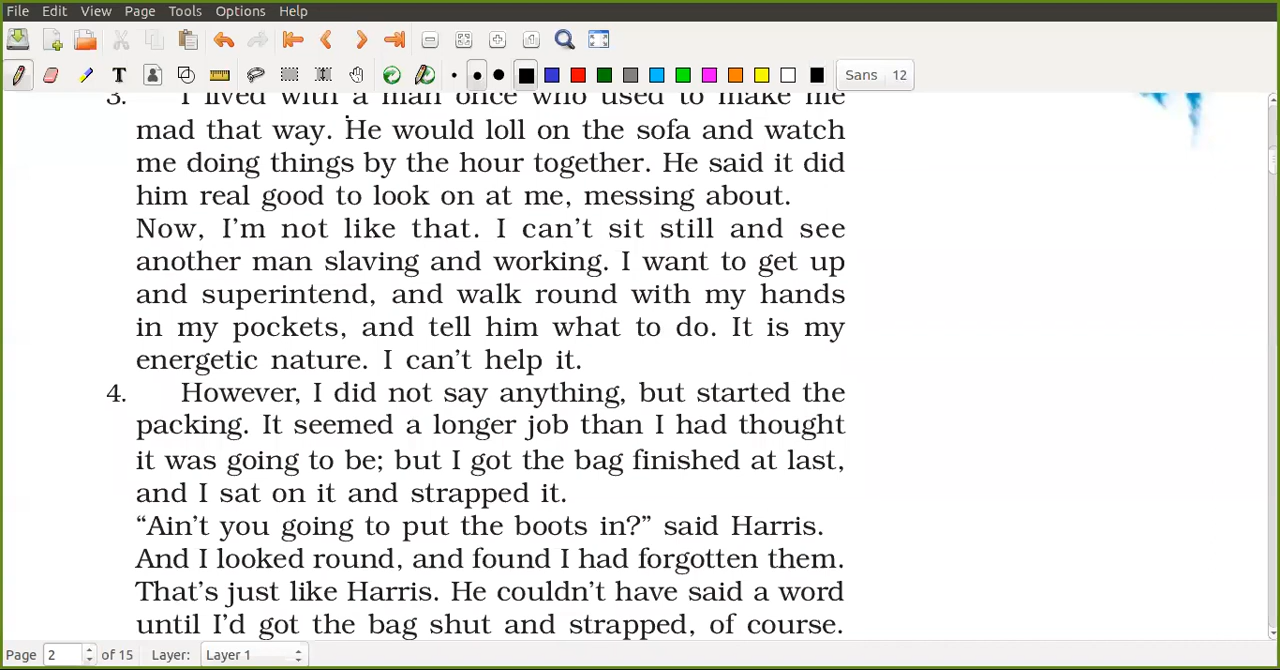 File Edit View Page Tools Options Help
T
Sans 12
3. I lived with a man once who used to make me
mad that way. He would loll on the sofa and watch
me doing things by the hour together. He said it did
him real good to look on at me, messing about.
Now, I'm not like that. I can't sit still and see
another man slaving and working. I want to get up
and superintend, and walk round with my hands
in my pockets, and tell him what to do. It is my
energetic nature. I can't help it.
4. However, I did not say anything, but started the
packing. It seemed a longer job than I had thought
it was going to be; but I got the bag finished at last,
and I sat on it and strapped it.
“Ain't you going to put the boots in?” said Harris.
And I looked round, and found I had forgotten them.
That's just like Harris. He couldn't have said a word
until I'd got the bag shut and strapped, of course.
Page 2 of 15 Layer: Layer 1